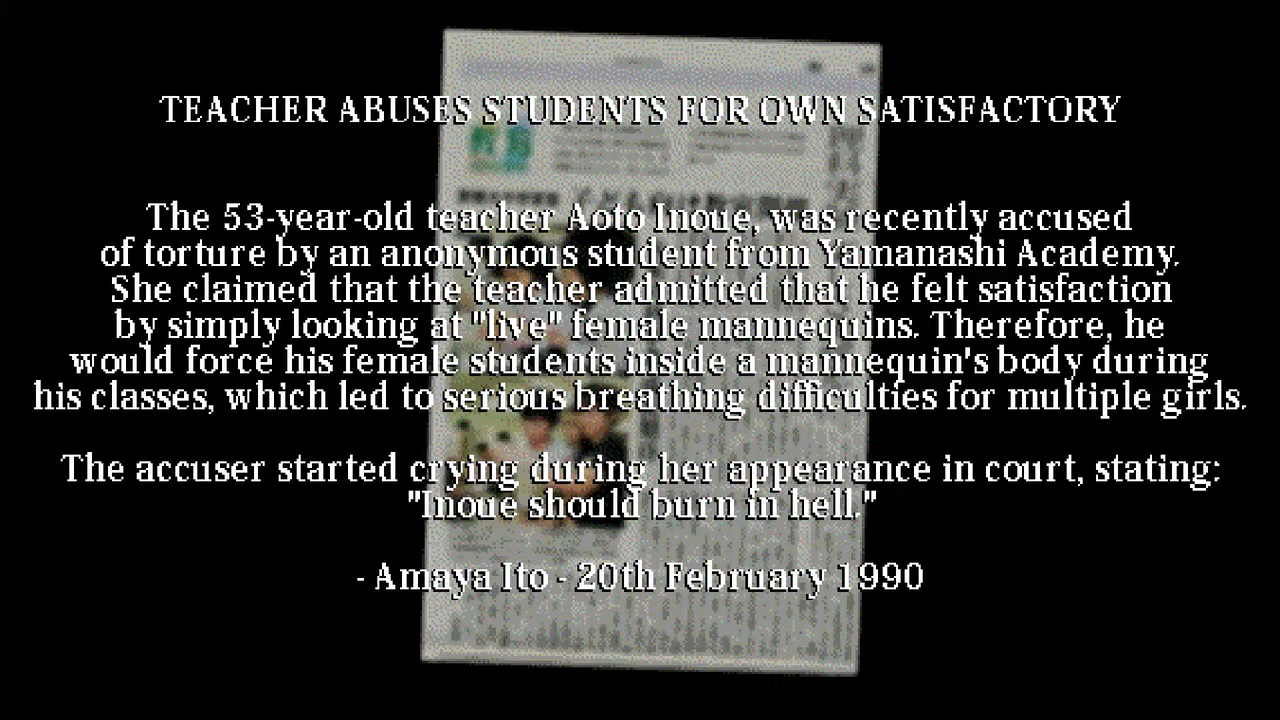 TEACHER ABUSES STUDENTS FOR OWN SATISFACTORY
The 53-year-old teacher Aoto Inoue, was recently accused
of torture by an anonymous student from Yamanashi Academy.
She claimed that the teacher admitted that he felt satisfaction
by simply looking at "live" female mannequins. Therefore, he
would force his female students inside a mannequin's body during
his classes, which led to serious breathing difficulties for multiple girls.
The accuser started crying during her appearance in court, stating:
"Inoue should burn in hell."
- Amaya Ito - 20th February 1990